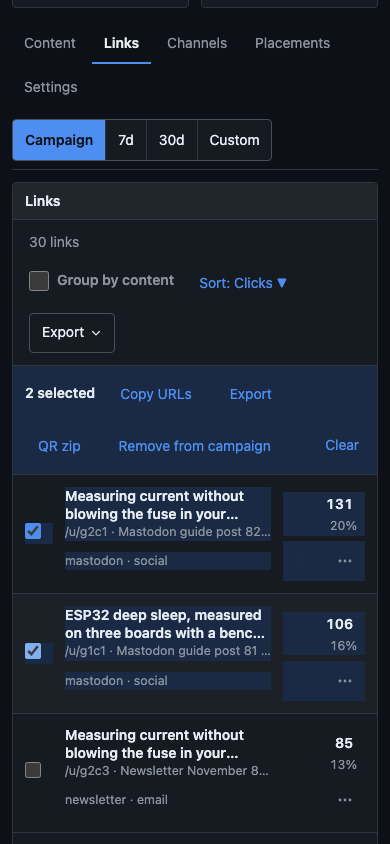 Content Links Channels Placements
Settings
Campaign 7d 30d Custom
Links
30 links
Group by content Sort: Clicks ▼
Export
2 selected Copy URLs Export
QR zip Remove from campaign Clear
Measuring current without
blowing the fuse in your...
131
/u/g2c1 · Mastodon guide post 82...
20%
mastodon · social
···
ESP32 deep sleep, measured
on three boards with a benc...
106
/u/g1c1 · Mastodon guide post 81 ...
16%
mastodon · social
···
Measuring current without
blowing the fuse in your...
85
/u/g2c3 · Newsletter November 8...
13%
newsletter · email
···